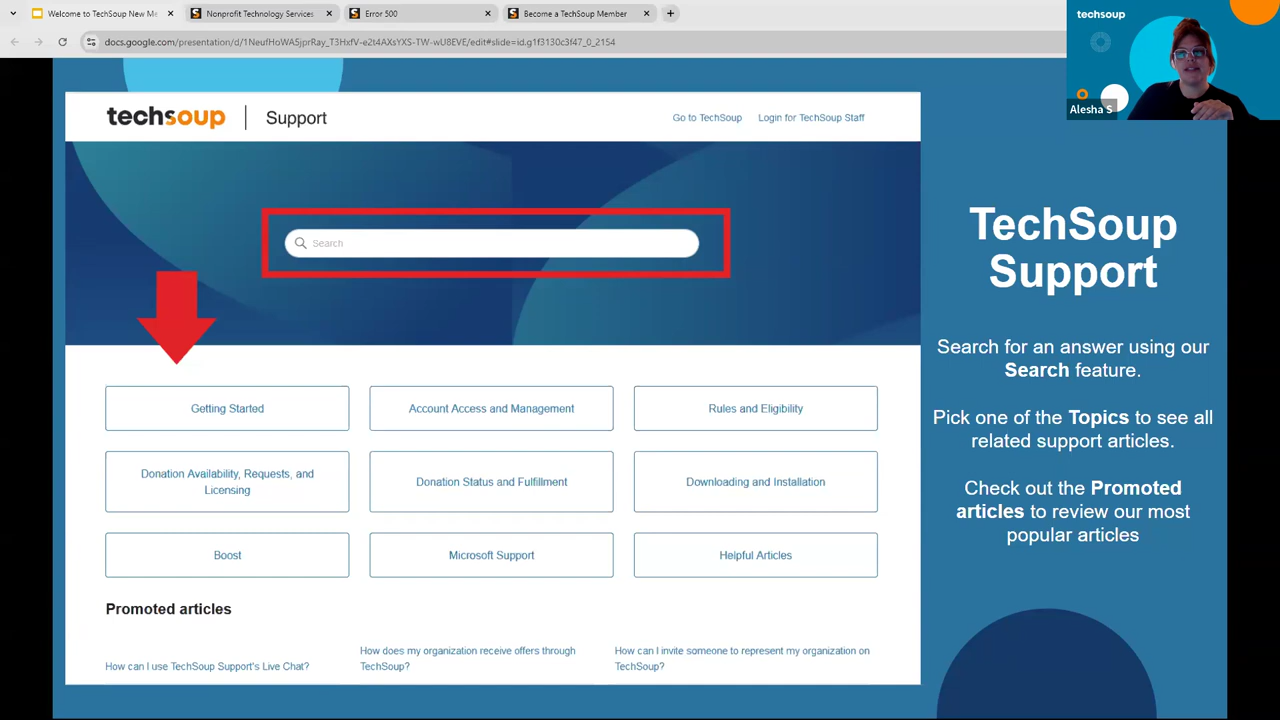 Welcome to TechSoup New Me
Nonprofit Technology Services
Error 500
Become a TechSoup Member
docs.google.com/presentation/d/1NeufHoWA5jprRay_T3HxfV-e2t4AXsYXS-TW-wU8EVE/edit#slide=id.g1f3130c3f47_0_2154
techsoup
Alesha S
techsoup | Support
Go to TechSoup
Login for TechSoup Staff
Search
Getting Started
Account Access and Management
Rules and Eligibility
Donation Availability, Requests, and
Licensing
Donation Status and Fulfillment
Downloading and Installation
Boost
Microsoft Support
Helpful Articles
Promoted articles
How can I use TechSoup Support's Live Chat?
How does my organization receive offers through
TechSoup?
How can I invite someone to represent my organization on
TechSoup?
TechSoup
Support
Search for an answer using our
Search feature.
Pick one of the Topics to see all
related support articles.
Check out the Promoted
articles to review our most
popular articles